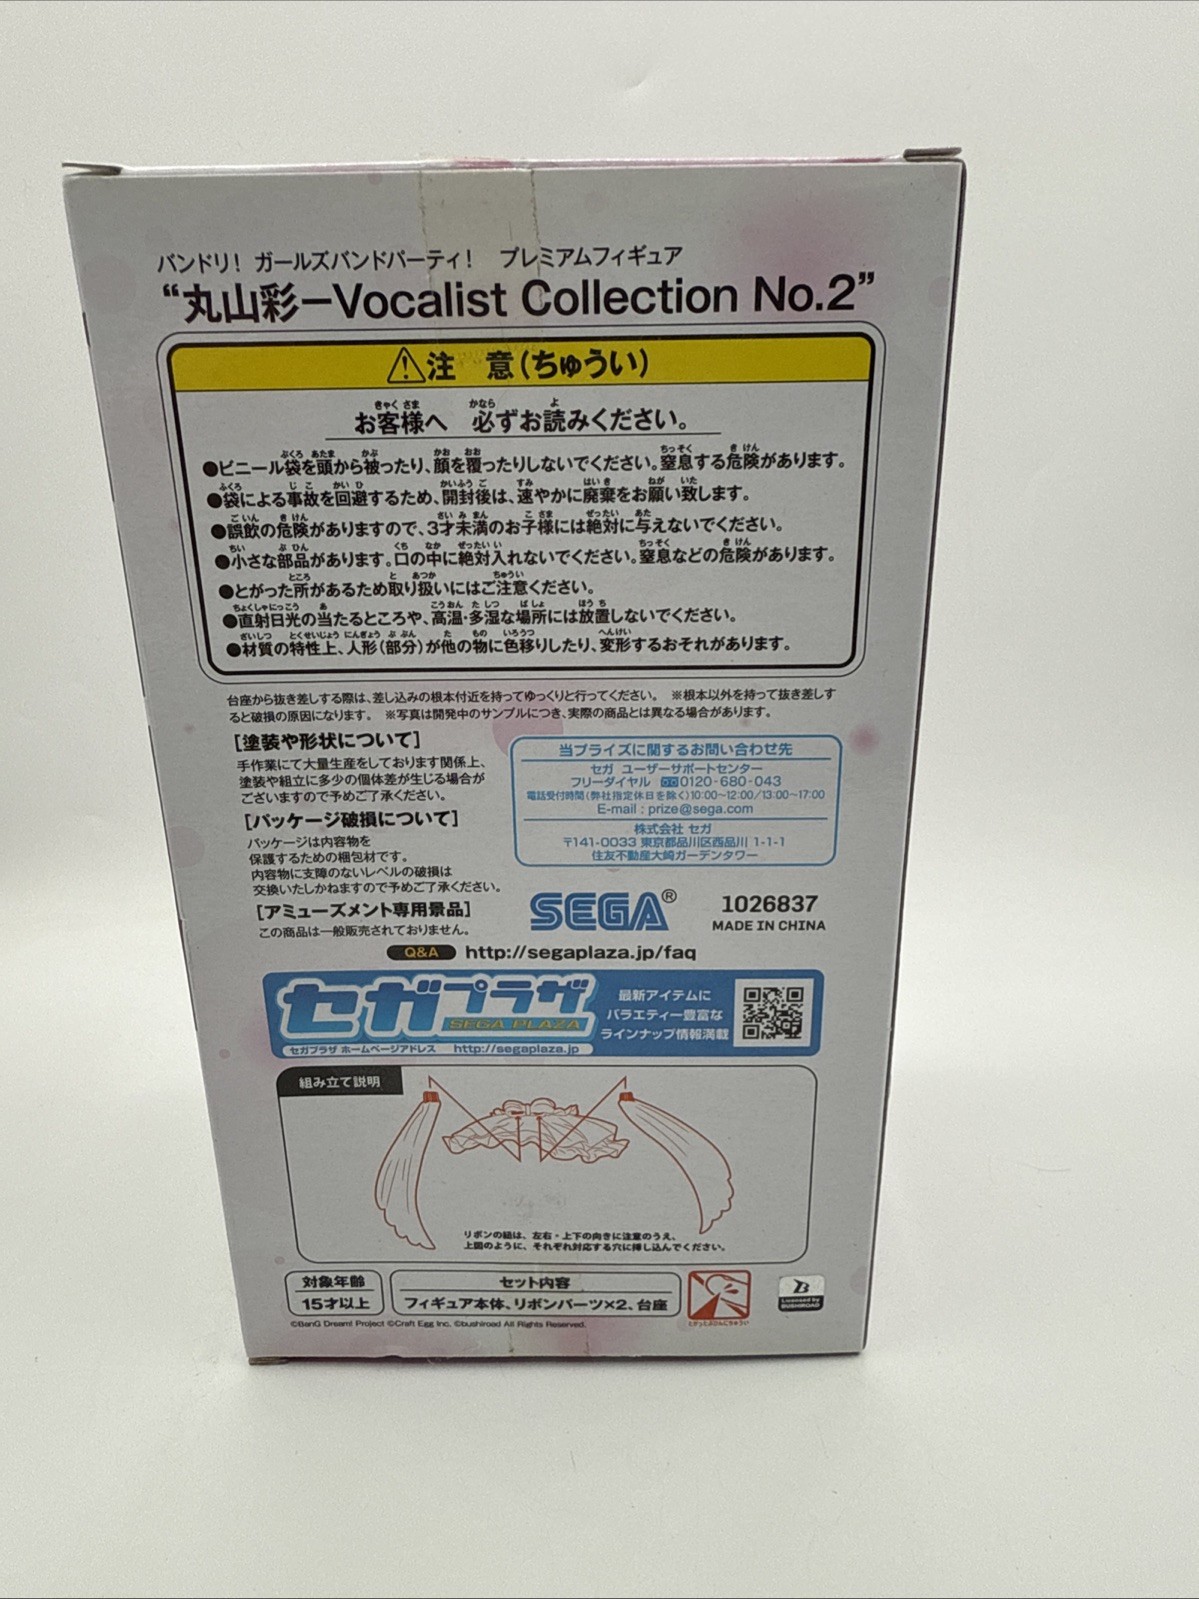 バンドリ！ ガールズバンドパーティ！ プレミアムフィギュア
“丸山彩－Vocalist Collection No.2”
注 意（ちゅうい）
お客様へ 必ずお読みください。
●ビニール袋を頭から被ったり、顔を覆ったりしないでください。窒息する危険があります。
●袋による事故を回避するため、開封後は、速やかに廃棄をお願い致します。
●誤飲の危険がありますので、3才未満のお子様には絶対に与えないでください。
●小さな部品があります。口の中に絶対入れないでください。窒息などの危険があります。
●とがった所があるため取り扱いにはご注意ください。
●直射日光の当たるところや、高温・多湿な場所には放置しないでください。
●材質の特性上、人形（部分）が他の物に色移りしたり、変形するおそれがあります。
台座から抜き差しする際は、差し込みの根本付近を持ってゆっくりと行ってください。 ※根本以外を持って抜き差しす
ると破損の原因になります。 ※写真は開発中のサンプルにつき、実際の商品とは異なる場合があります。
［塗装や形状について］
手作業にて大量生産をしております関係上、
塗装や組立に多少の個体差が生じる場合が
ございますので予めご了承ください。
［パッケージ破損について］
パッケージは内容物を
保護するための梱包材です。
内容物に支障のないレベルの破損は
交換いたしかねますので予めご了承ください。
［アミューズメント専用景品］
この商品は一般販売されておりません。
当プライズに関するお問い合わせ先
セガ ユーザーサポートセンター
フリーダイヤル 0120-680-043
電話受付時間（弊社指定休日を除く）10:00～12:00／13:00～17:00
E-mail : prize@sega.com
株式会社 セガ
〒141-0033 東京都品川区西品川 1-1-1
住友不動産大崎ガーデンタワー
SEGA®
1026837
MADE IN CHINA
Q&A http://segaplaza.jp/faq
セガプラザ
SEGA PLAZA
セガプラザ ホームページアドレス http://segaplaza.jp
最新アイテムに
バラエティー豊富な
ラインナップ情報満載
組み立て説明
リボンの紐は、左右・上下の向きに注意のうえ、
上図のように、それぞれ対応する穴に挿し込んでください。
対象年齢
15才以上
セット内容
フィギュア本体、リボンパーツ×2、台座
とがったぶひんにちゅうい
B
Licensed by
BUSHIROAD
©BanG Dream! Project ©Craft Egg Inc. ©bushiroad All Rights Reserved.